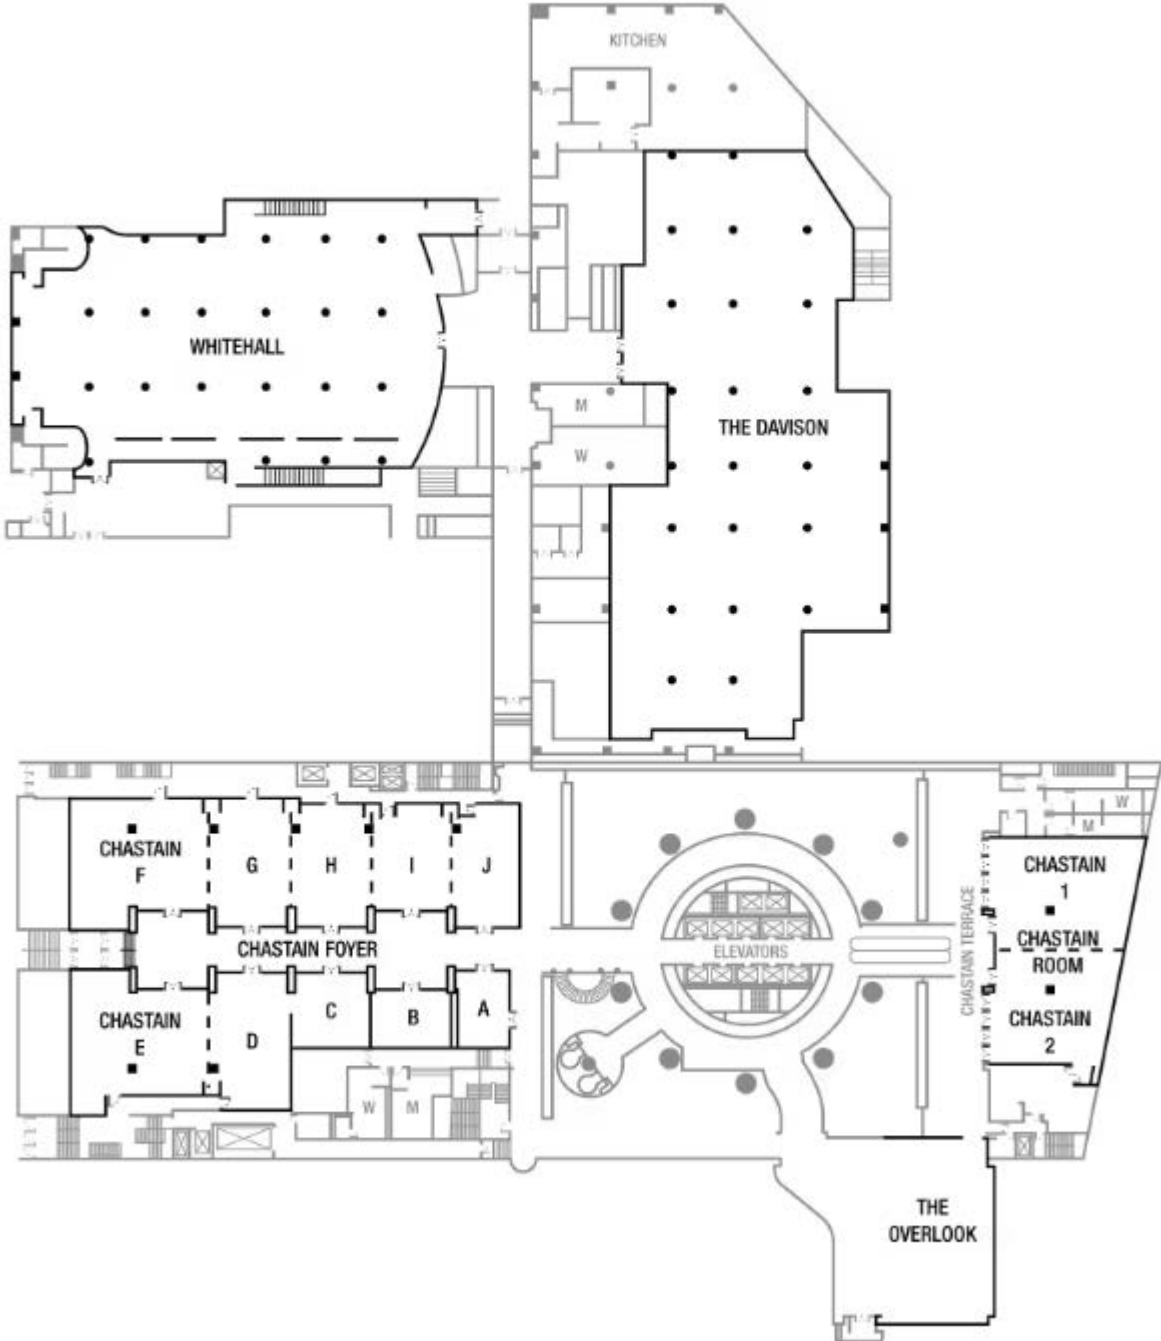 KITCHEN
WHITEHALL
M
THE DAVISON
W
W
M
CHASTAIN
F
G
H
I
J
CHASTAIN
1
CHASTAIN FOYER
ELEVATORS
CHASTAIN TERRACE
CHASTAIN
ROOM
CHASTAIN
E
D
C
B
A
CHASTAIN
2
W
M
THE
OVERLOOK